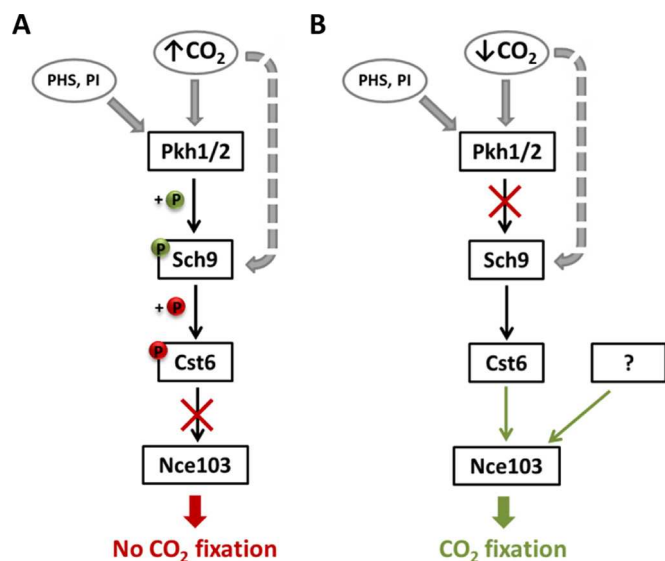 A
↑CO₂
PHS, PI
Pkh1/2
+ P
P
Sch9
+ P
P
Cst6
Nce103
No CO₂ fixation
B
↓CO₂
PHS, PI
Pkh1/2
Sch9
Cst6
?
Nce103
CO₂ fixation